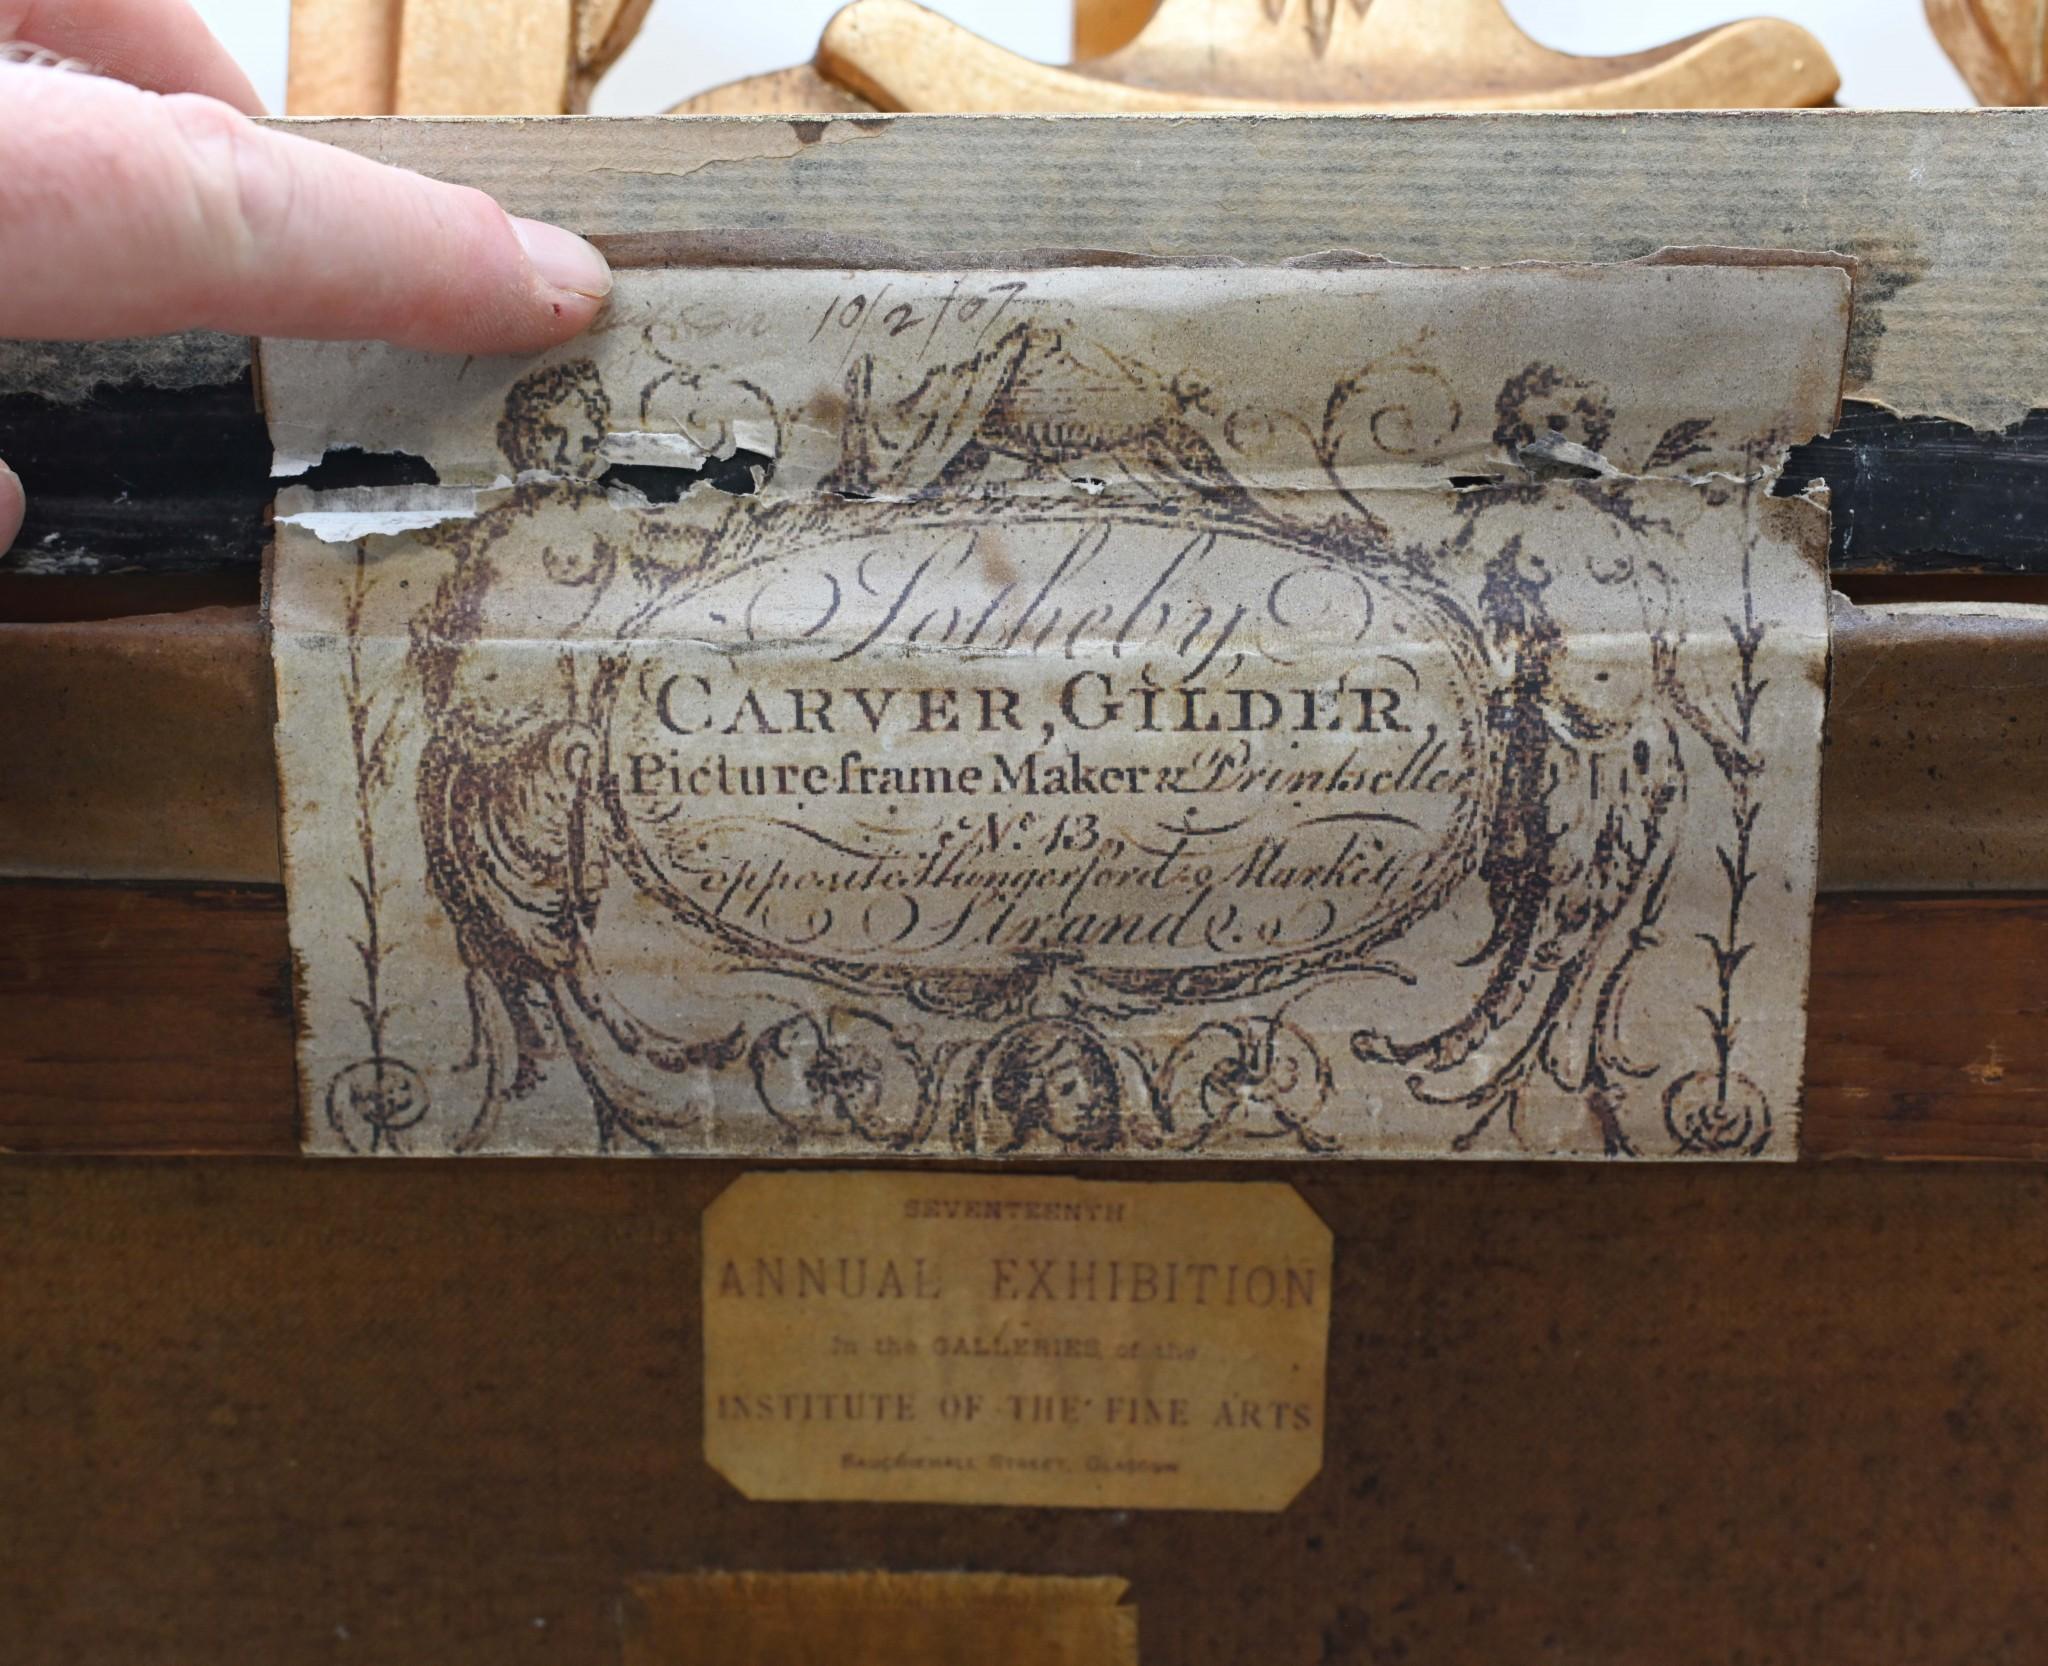 10/2/07
Sotheby,
CARVER, GILDER,
Picture frame Maker & Printseller
No. 13,
opposite Hungerford Market
Strand.
SEVENTEENTH
ANNUAL EXHIBITION
In the GALLERIES of the
INSTITUTE OF THE FINE ARTS
SAUCHIEHALL STREET, GLASGOW